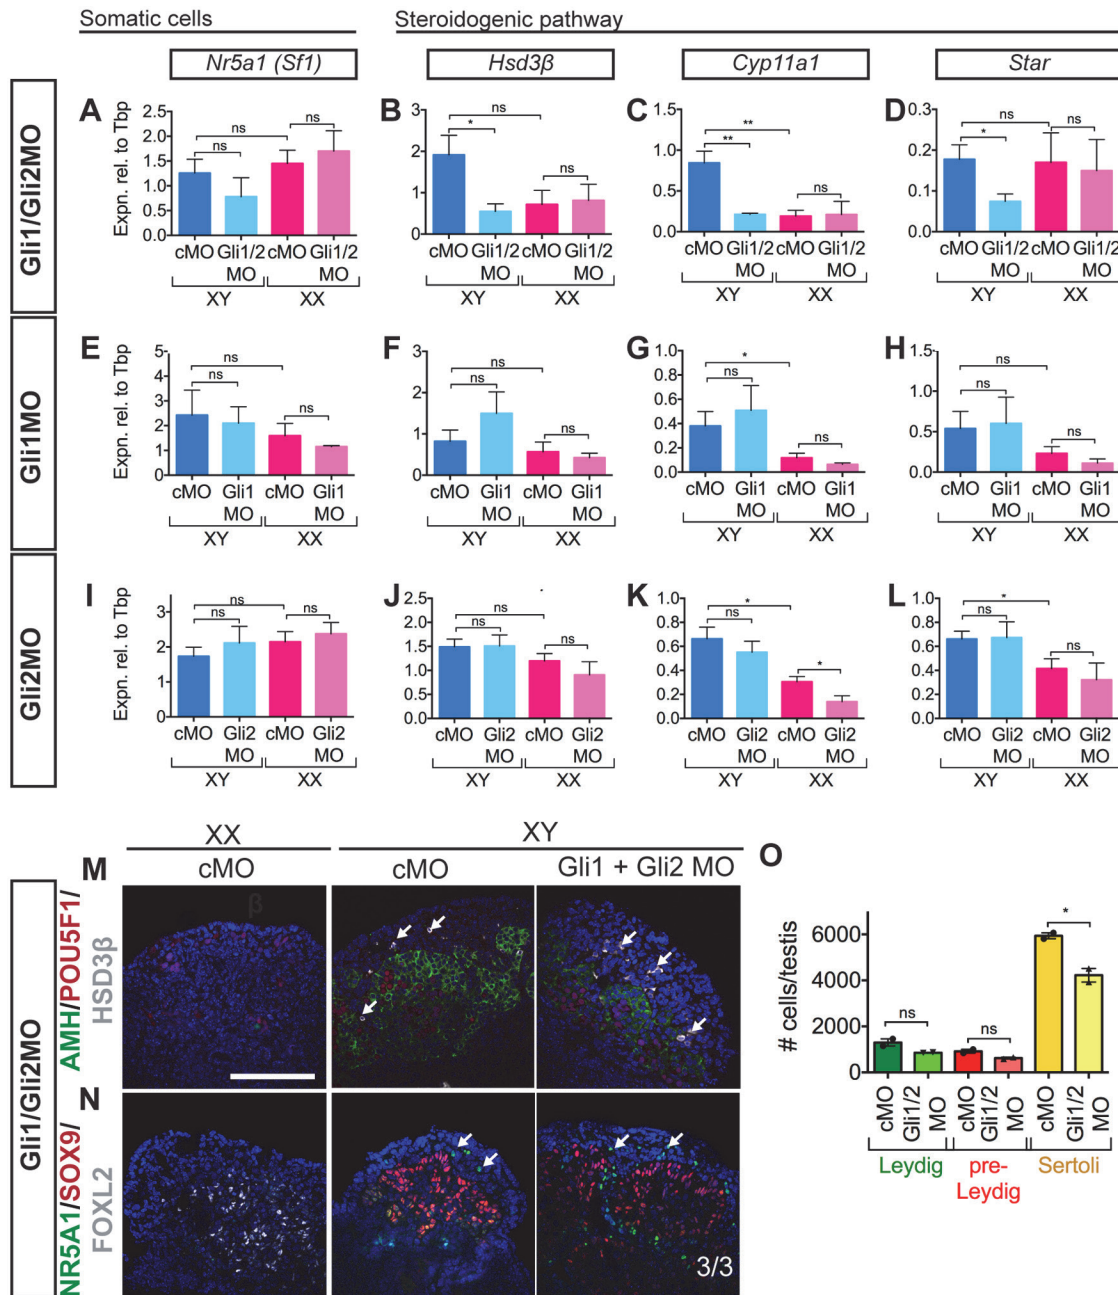 Somatic cells
Steroidogenic pathway
Nr5a1 (Sf1)
Hsd3β
Cyp11a1
Star
Gli1/Gli2MO
A
Expn. rel. to Tbp
2.5
2.0
1.5
1.0
0.5
0.0
ns
ns
ns
cMO Gli1/2 cMO Gli1/2
MO MO
XY XX
B
3
2
1
0
ns
*
ns
cMO Gli1/2 cMO Gli1/2
MO MO
XY XX
C
1.5
1.0
0.5
0.0
**
**
ns
cMO Gli1/2 cMO Gli1/2
MO MO
XY XX
D
0.3
0.2
0.1
0.0
ns
*
ns
cMO Gli1/2 cMO Gli1/2
MO MO
XY XX
Gli1MO
E
Expn. rel. to Tbp
5
4
3
2
1
0
ns
ns
ns
cMO Gli1 cMO Gli1
MO MO
XY XX
F
3
2
1
0
ns
ns
ns
cMO Gli1 cMO Gli1
MO MO
XY XX
G
1.0
0.8
0.6
0.4
0.2
0.0
*
ns
ns
cMO Gli1 cMO Gli1
MO MO
XY XX
H
1.5
1.0
0.5
0.0
ns
ns
ns
cMO Gli1 cMO Gli1
MO MO
XY XX
Gli2MO
I
Expn. rel. to Tbp
3
2
1
0
ns
ns
ns
cMO Gli2 cMO Gli2
MO MO
XY XX
J
2.5
2.0
1.5
1.0
0.5
0.0
ns
ns
ns
cMO Gli2 cMO Gli2
MO MO
XY XX
K
1.0
0.8
0.6
0.4
0.2
0.0
*
ns
*
cMO Gli2 cMO Gli2
MO MO
XY XX
L
1.0
0.8
0.6
0.4
0.2
0.0
*
ns
ns
cMO Gli2 cMO Gli2
MO MO
XY XX
Gli1/Gli2MO
XX
XY
M
cMO
cMO
Gli1 + Gli2 MO
AMH/POU5F1/
HSD3β
β
N
NR5A1/SOX9/
FOXL2
3/3
O
# cells/testis
6000
4000
2000
0
ns
ns
*
cMO
Gli1/2 MO
cMO
Gli1/2 MO
cMO
Gli1/2 MO
Leydig
pre-
Leydig
Sertoli